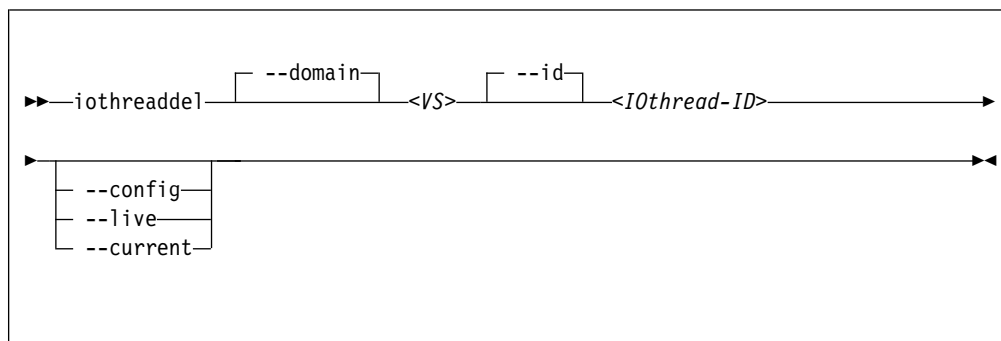 --domain --id
iothreaddel <VS> <IOthread-ID>
--config
--live
--current